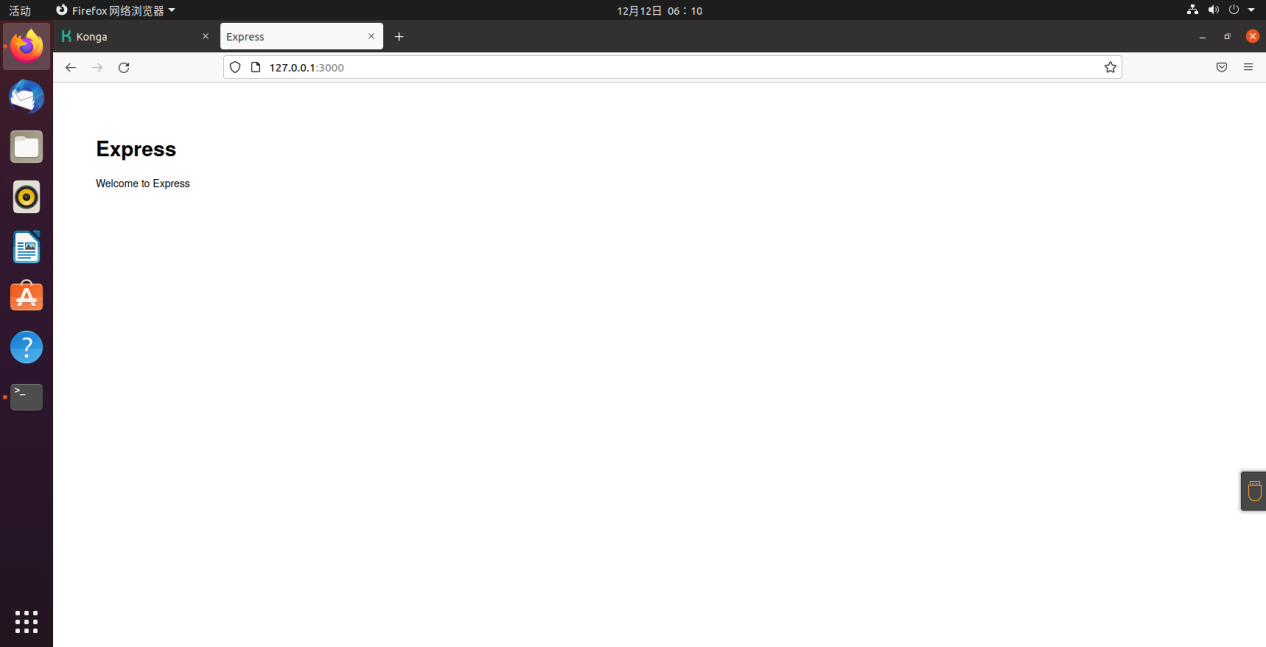 活动
Firefox 网络浏览器
12月12日 06：10
Konga
Express
127.0.0.1:3000
Express
Welcome to Express